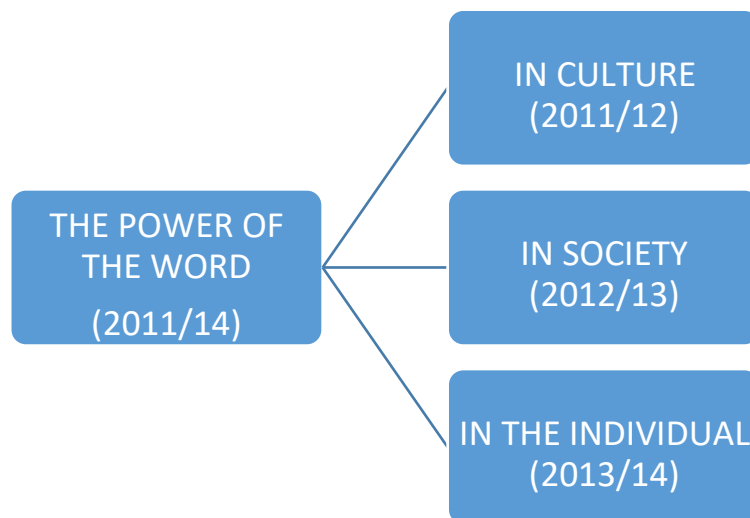 THE POWER OF
THE WORD
(2011/14)
IN CULTURE
(2011/12)
IN SOCIETY
(2012/13)
IN THE INDIVIDUAL
(2013/14)